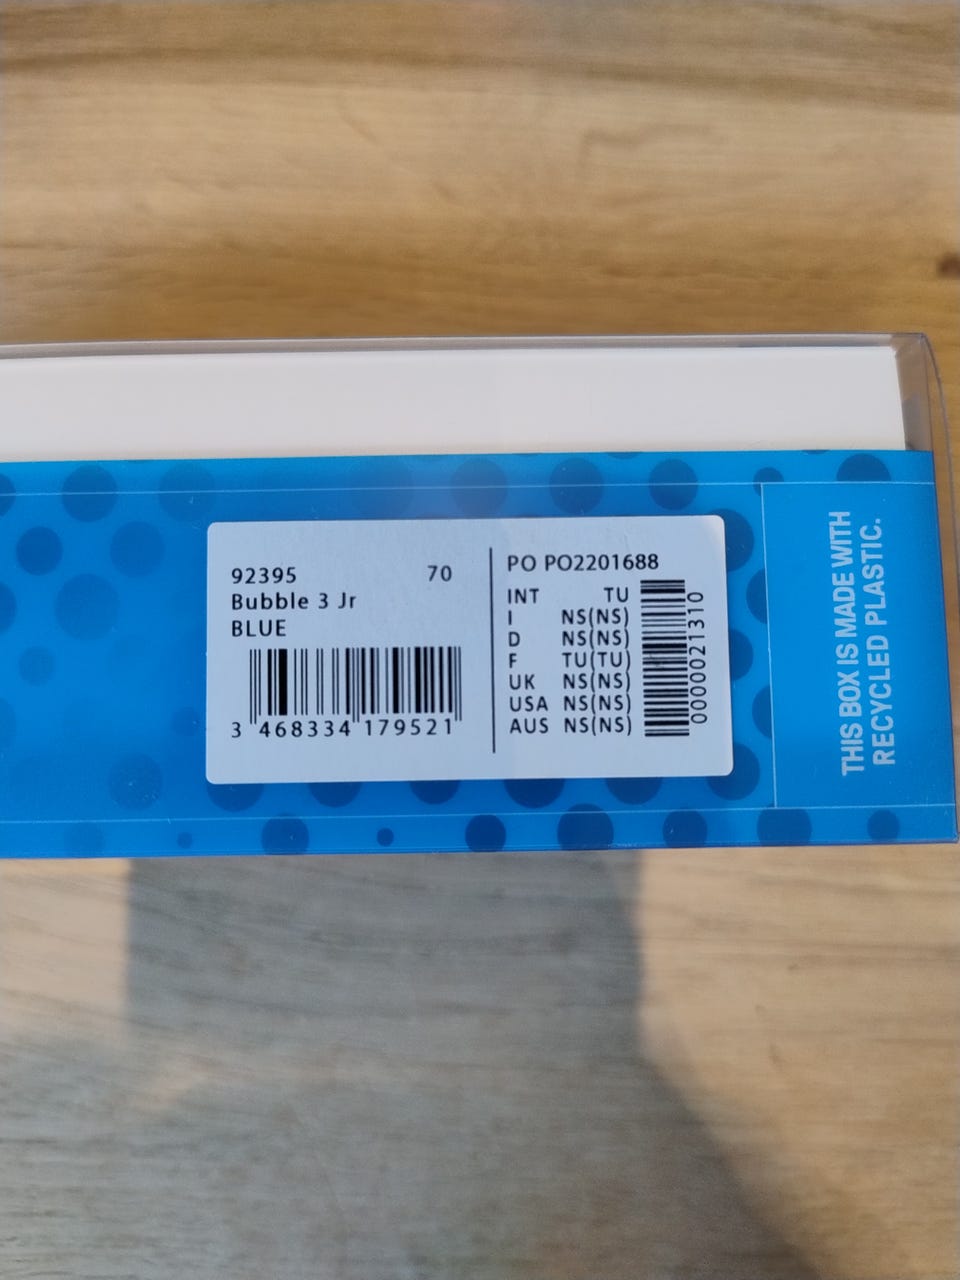 92395 70
Bubble 3 Jr
BLUE
3 468334 179521
PO PO2201688
INT TU
I NS(NS)
D NS(NS)
F TU(TU)
UK NS(NS)
USA NS(NS)
AUS NS(NS)
0000021310
THIS BOX IS MADE WITH
RECYCLED PLASTIC.